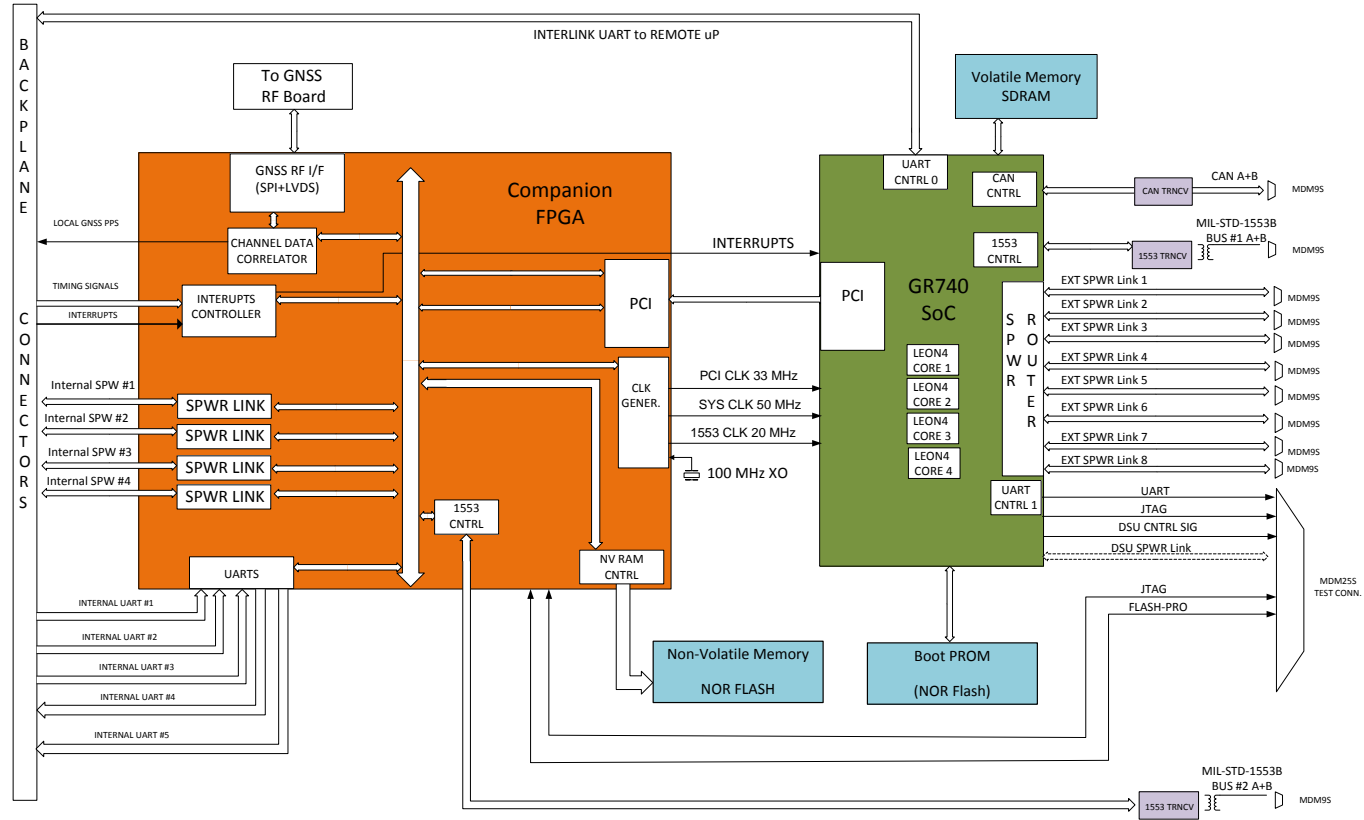 BACKPLANE
CONNECTORS
INTERLINK UART to REMOTE uP
To GNSS
RF Board
Volatile Memory
SDRAM
GNSS RF I/F
(SPI+LVDS)
Companion
FPGA
UART
CNTRL 0
CAN
CNTRL
CAN TRNCV
CAN A+B
MDM9S
LOCAL GNSS PPS
CHANNEL DATA
CORRELATOR
INTERRUPTS
1553
CNTRL
1553 TRNCV
MIL-STD-1553B
BUS #1 A+B
MDM9S
TIMING SIGNALS
INTERRUPTS
INTERUPTS
CONTROLLER
PCI
PCI
GR740
SoC
SPWR
ROUTER
EXT SPWR Link 1
MDM9S
EXT SPWR Link 2
MDM9S
EXT SPWR Link 3
MDM9S
EXT SPWR Link 4
MDM9S
EXT SPWR Link 5
MDM9S
EXT SPWR Link 6
MDM9S
EXT SPWR Link 7
MDM9S
EXT SPWR Link 8
MDM9S
LEON4
CORE 1
LEON4
CORE 2
LEON4
CORE 3
LEON4
CORE 4
CLK
GENER.
PCI CLK 33 MHz
SYS CLK 50 MHz
1553 CLK 20 MHz
100 MHz XO
Internal SPW #1
SPWR LINK
Internal SPW #2
SPWR LINK
Internal SPW #3
SPWR LINK
Internal SPW #4
SPWR LINK
1553
CNTRL
UART
CNTRL 1
UART
JTAG
DSU CNTRL SIG
DSU SPWR Link
JTAG
FLASH-PRO
MDM25S
TEST CONN.
UARTS
NV RAM
CNTRL
INTERNAL UART #1
INTERNAL UART #2
INTERNAL UART #3
INTERNAL UART #4
INTERNAL UART #5
Non-Volatile Memory
NOR FLASH
Boot PROM
(NOR Flash)
MIL-STD-1553B
BUS #2 A+B
1553 TRNCV
MDM9S